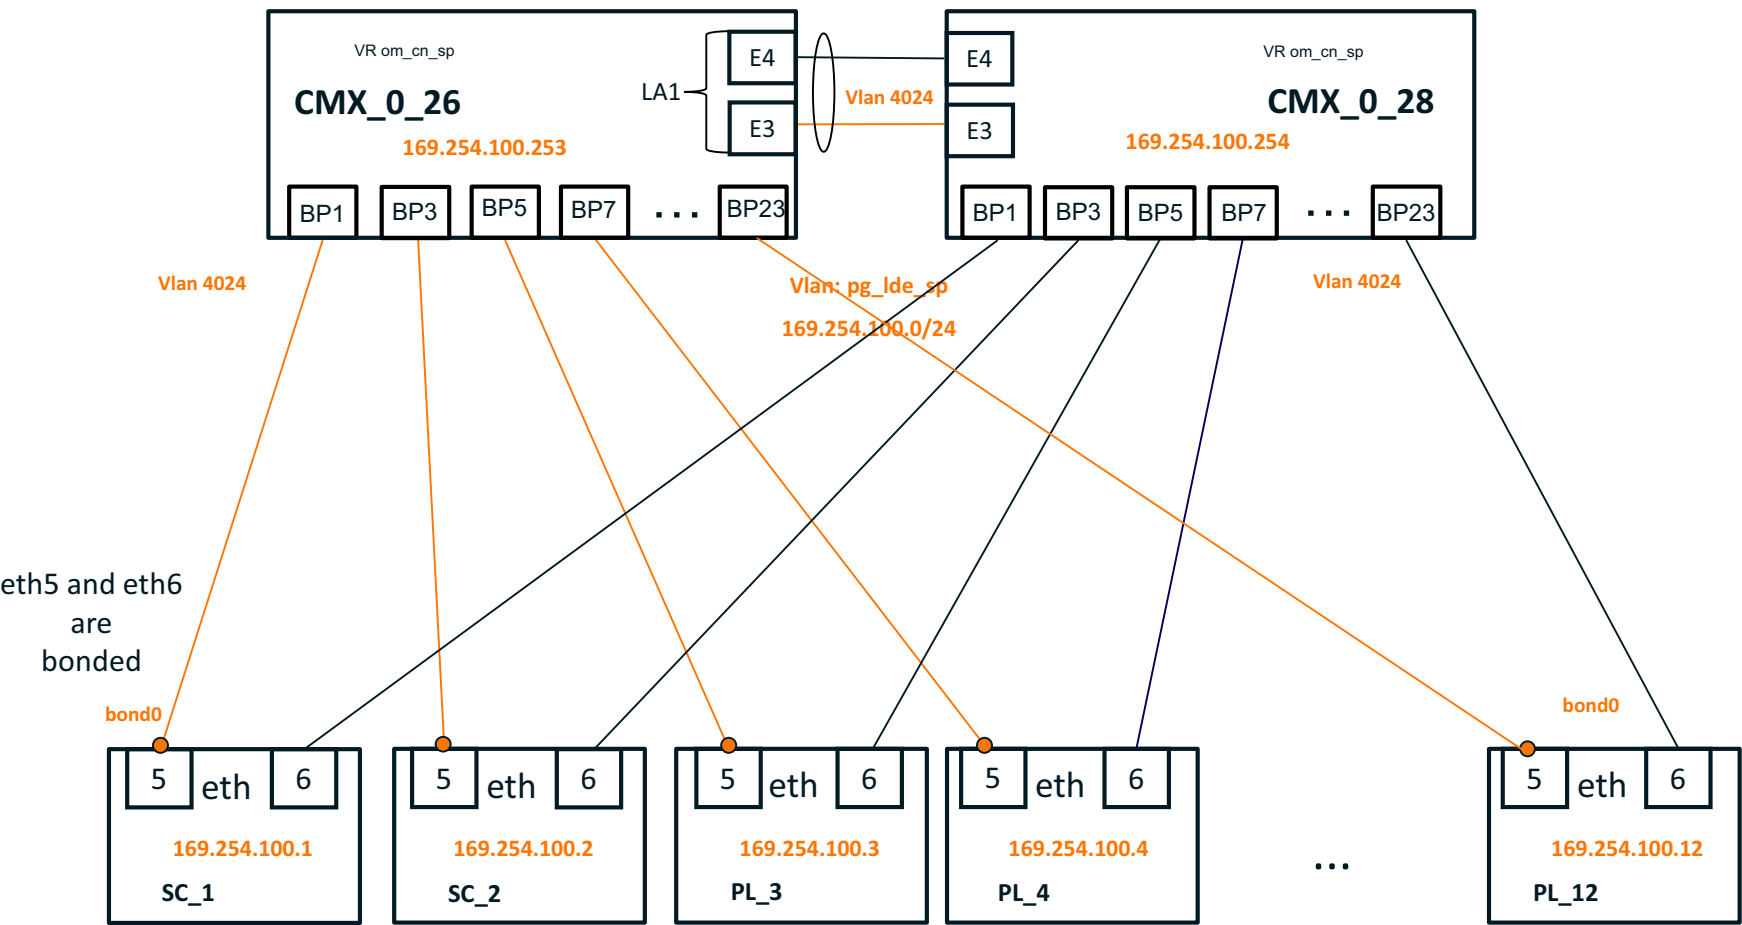 VR om_cn_sp
CMX_0_26
169.254.100.253
LA1
E4
E3
Vlan 4024
E4
E3
VR om_cn_sp
CMX_0_28
169.254.100.254
BP1
BP3
BP5
BP7
...
BP23
BP1
BP3
BP5
BP7
...
BP23
Vlan 4024
Vlan: pg_lde_sp
169.254.100.0/24
Vlan 4024
eth5 and eth6
are
bonded
bond0
bond0
5 eth 6
169.254.100.1
SC_1
5 eth 6
169.254.100.2
SC_2
5 eth 6
169.254.100.3
PL_3
5 eth 6
169.254.100.4
PL_4
...
5 eth 6
169.254.100.12
PL_12